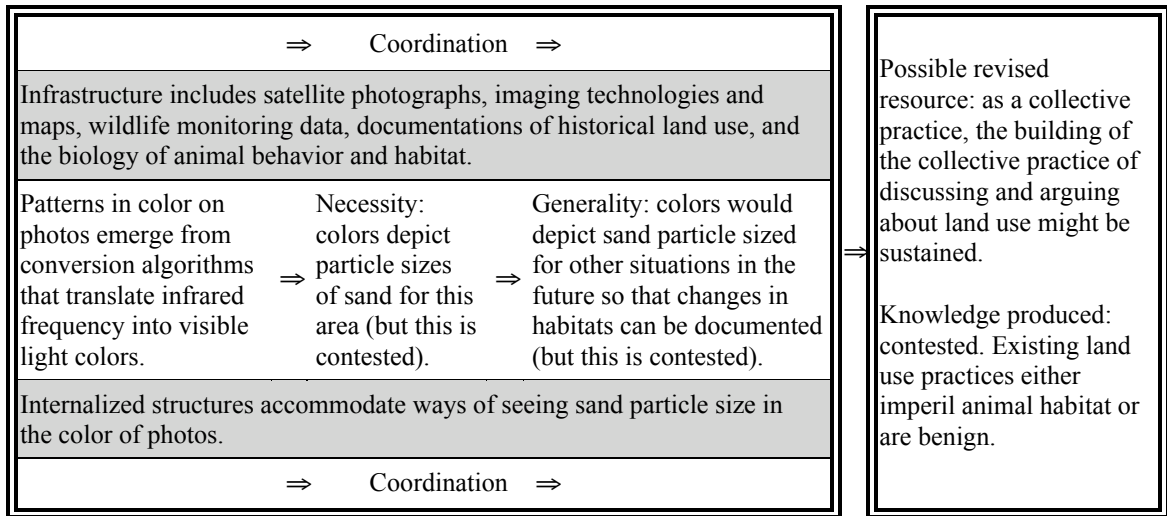 ⇒ Coordination ⇒
Infrastructure includes satellite photographs, imaging technologies and
maps, wildlife monitoring data, documentations of historical land use, and
the biology of animal behavior and habitat.
Patterns in color on
photos emerge from
conversion algorithms
that translate infrared
frequency into visible
light colors.
⇒
Necessity:
colors depict
particle sizes
of sand for this
area (but this is
contested).
⇒
Generality: colors would
depict sand particle sized
for other situations in the
future so that changes in
habitats can be documented
(but this is contested).
Internalized structures accommodate ways of seeing sand particle size in
the color of photos.
⇒ Coordination ⇒
⇒
Possible revised
resource: as a collective
practice, the building of
the collective practice of
discussing and arguing
about land use might be
sustained.
Knowledge produced:
contested. Existing land
use practices either
imperil animal habitat or
are benign.